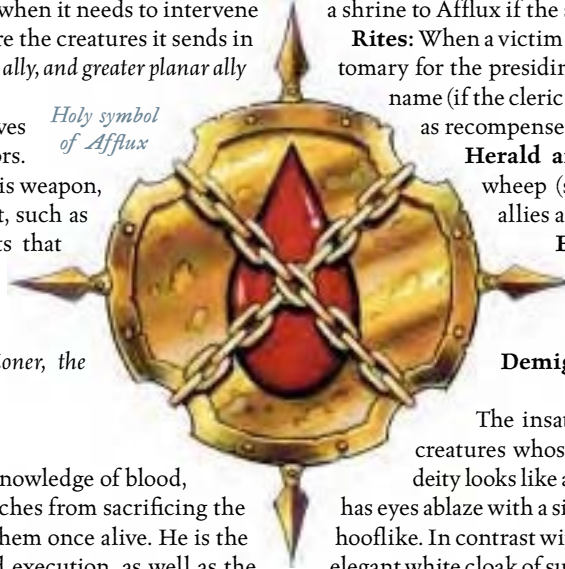 when it needs to intervene
re the creatures it sends in
ally, and greater planar ally
Holy symbol
of Afflux
ves
ors.
is weapon,
t, such as
ts that
oner, the
nowledge of blood,
ches from sacrificing the
hem once alive. He is the
d execution, as well as the
a shrine to Afflux if the s
Rites: When a victim
tomary for the presidin
name (if the cleric
as recompense
Herald a
wheep (s
allies a
Demig
The insat
creatures whos
deity looks like a
has eyes ablaze with a si
hooflike. In contrast wi
elegant white cloak of su